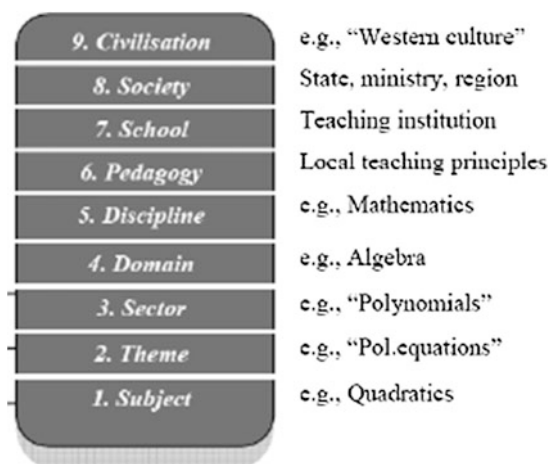 9. Civilisation e.g., “Western culture”
8. Society State, ministry, region
7. School Teaching institution
6. Pedagogy Local teaching principles
5. Discipline e.g., Mathematics
4. Domain e.g., Algebra
3. Sector e.g., “Polynomials”
2. Theme e.g., “Pol.equations”
1. Subject e.g., Quadratics